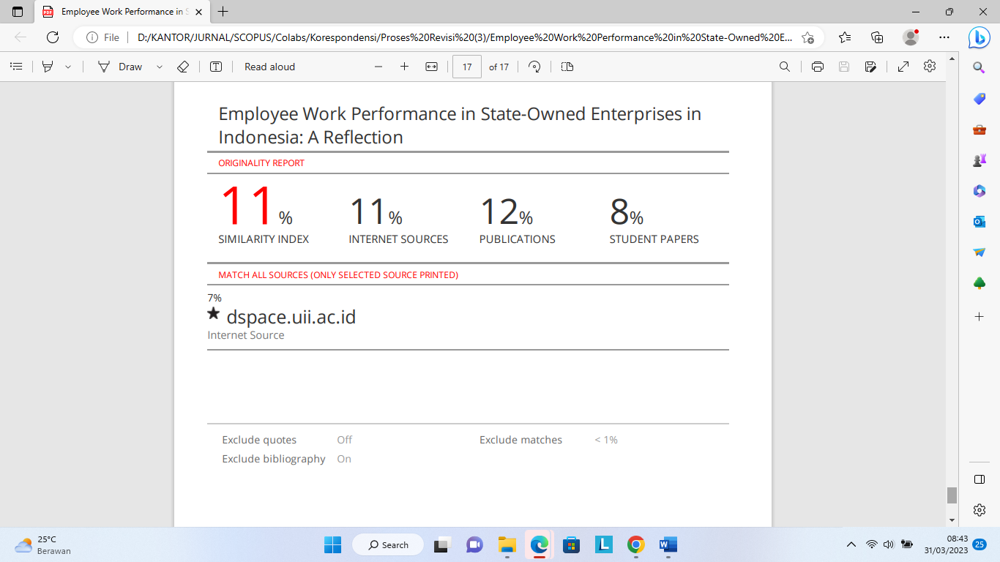 Employee Work Performance in S
File
D:/KANTOR/JURNAL/SCOPUS/Colabs/Korespondensi/Proses%20Revisi%20(3)/Employee%20Work%20Performance%20in%20State-Owned%20E...
Draw
Read aloud
17 of 17
Employee Work Performance in State-Owned Enterprises in
Indonesia: A Reflection
ORIGINALITY REPORT
11% 11% 12% 8%
SIMILARITY INDEX INTERNET SOURCES PUBLICATIONS STUDENT PAPERS
MATCH ALL SOURCES (ONLY SELECTED SOURCE PRINTED)
7%
dspace.uii.ac.id
Internet Source
Exclude quotes Off Exclude matches < 1%
Exclude bibliography On
25°C
Berawan
Search
08:43
31/03/2023
25